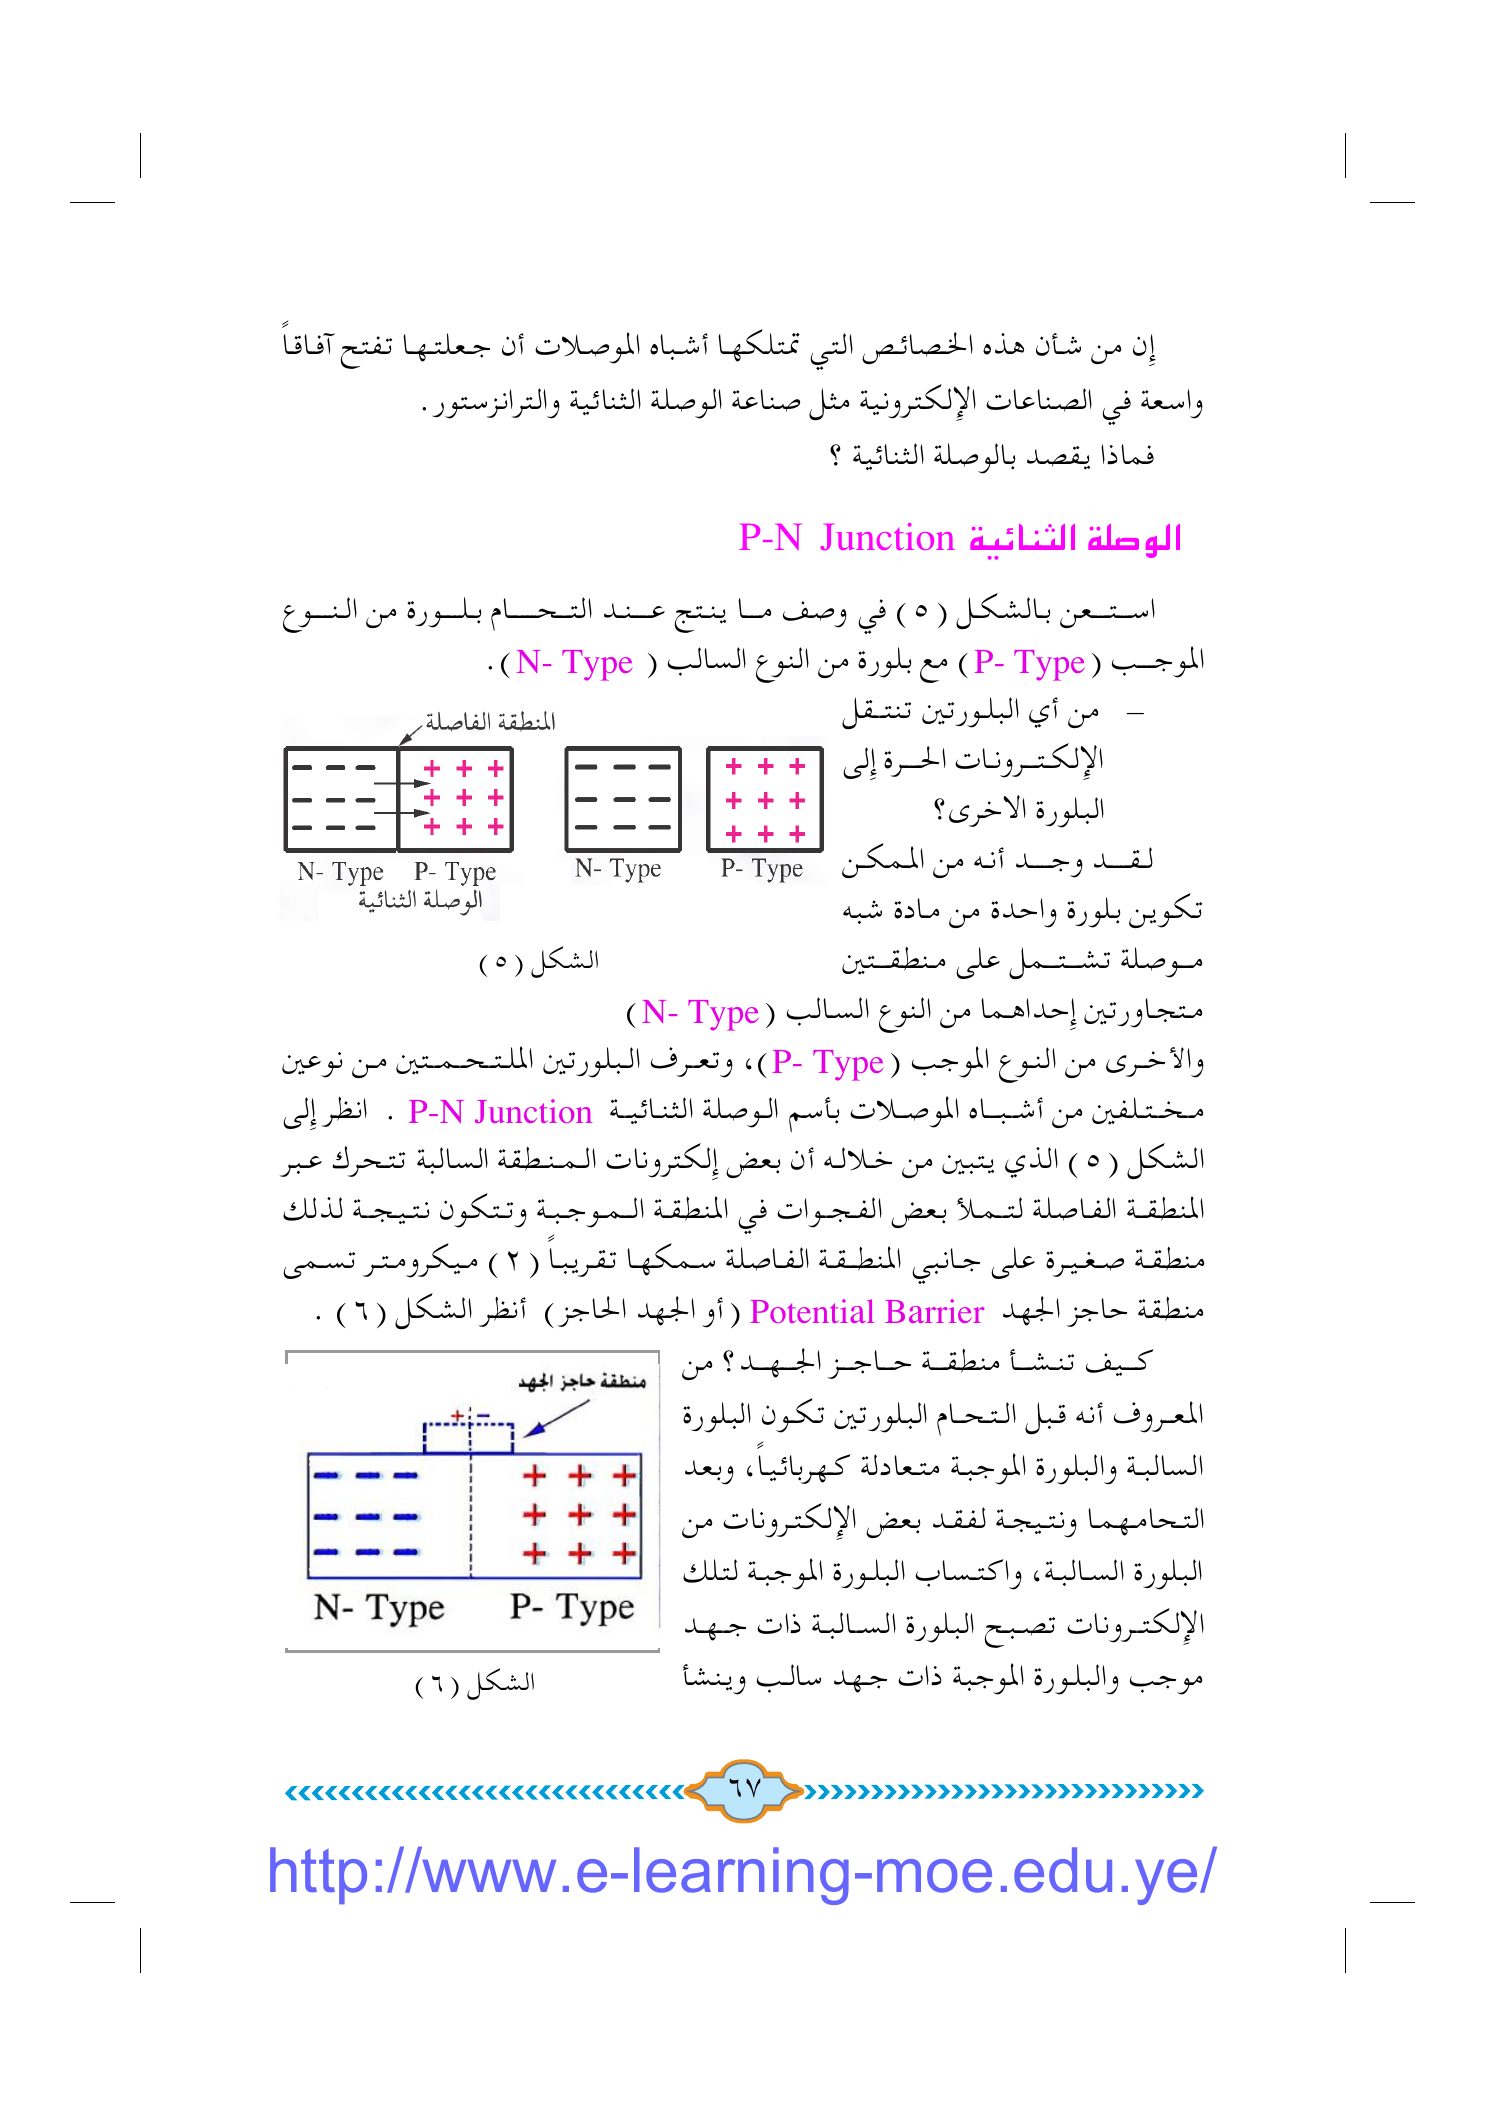 إن من شأن هذه الخصائص التي تمتلكها أشباه الموصلات أن جعلتها تفتح آفاقاً
واسعة في الصناعات الإلكترونية مثل صناعة الوصلة الثنائية والترانزستور .
فماذا يقصد بالوصلة الثنائية ؟
الوصلة الثنائية P-N Junction
استعن بالشكل ( ٥ ) في وصف ما ينتج عند التحام بلورة من النوع
الموجب ( P- Type ) مع بلورة من النوع السالب ( N- Type ) .
– من أي البلورتين تنتقل
الإلكترونات الحرة إلى
البلورة الاخرى؟
لقد وجد أنه من الممكن
تكوين بلورة واحدة من مادة شبه
موصلة تشتمل على منطقتين
المنطقة الفاصلة
N- Type P- Type
الوصلة الثنائية
N- Type P- Type
الشكل ( ٥ )
متجاورتين إحداهما من النوع السالب ( N- Type )
والأخرى من النوع الموجب ( P- Type )، وتعرف البلورتين الملتحمتين من نوعين
مختلفين من أشباه الموصلات بأسم الوصلة الثنائية P-N Junction . انظر إلى
الشكل ( ٥ ) الذي يتبين من خلاله أن بعض إلكترونات المنطقة السالبة تتحرك عبر
المنطقة الفاصلة لتملأ بعض الفجوات في المنطقة الموجبة وتتكون نتيجة لذلك
منطقة صغيرة على جانبي المنطقة الفاصلة سمكها تقريباً ( ٢ ) ميكرومتر تسمى
منطقة حاجز الجهد Potential Barrier ( أو الجهد الحاجز ) أنظر الشكل ( ٦ ) .
كيف تنشأ منطقة حاجز الجهد ؟ من
المعروف أنه قبل التحام البلورتين تكون البلورة
السالبة والبلورة الموجبة متعادلة كهربائياً، وبعد
التحامهما ونتيجة لفقد بعض الإلكترونات من
البلورة السالبة، واكتساب البلورة الموجبة لتلك
الإلكترونات تصبح البلورة السالبة ذات جهد
موجب والبلورة الموجبة ذات جهد سالب وينشأ
منطقة حاجز الجهد
N- Type P- Type
الشكل ( ٦ )
٦٧
http://www.e-learning-moe.edu.ye/